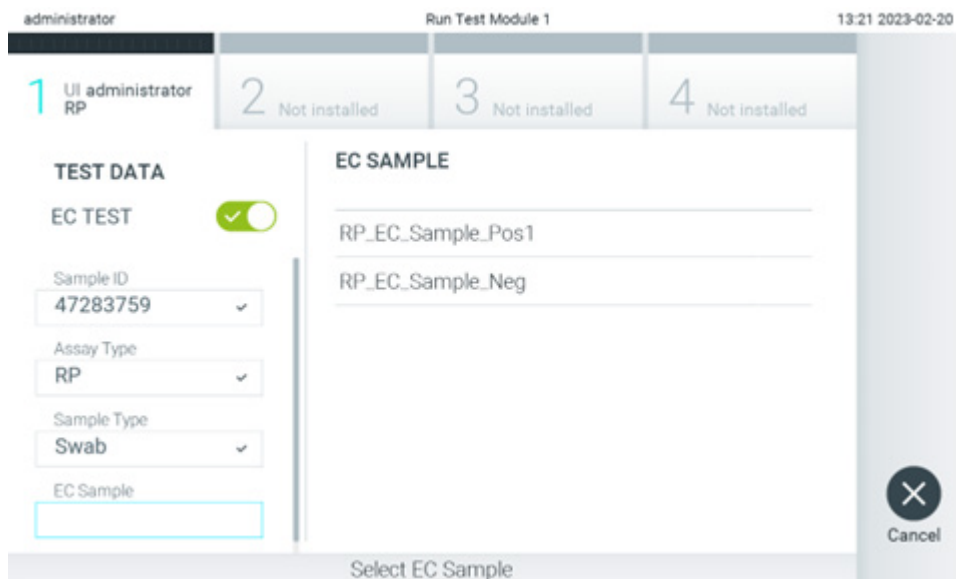 administrator Run Test Module 1 13:21 2023-02-20
1 UI administrator
RP
2 Not installed
3 Not installed
4 Not installed
TEST DATA
EC TEST
Sample ID
47283759
Assay Type
RP
Sample Type
Swab
EC Sample
EC SAMPLE
RP_EC_Sample_Pos1
RP_EC_Sample_Neg
Cancel
Select EC Sample